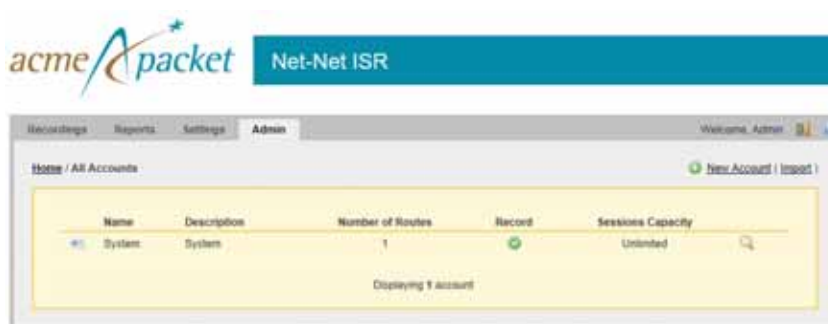 acme packet
Net-Net ISR
Recordings Reports Settings Admin Welcome, Admin
Home / All Accounts New Account ( Import )
Name Description Number of Routes Record Sessions Capacity
System System 1 Unlimited
Displaying 1 account